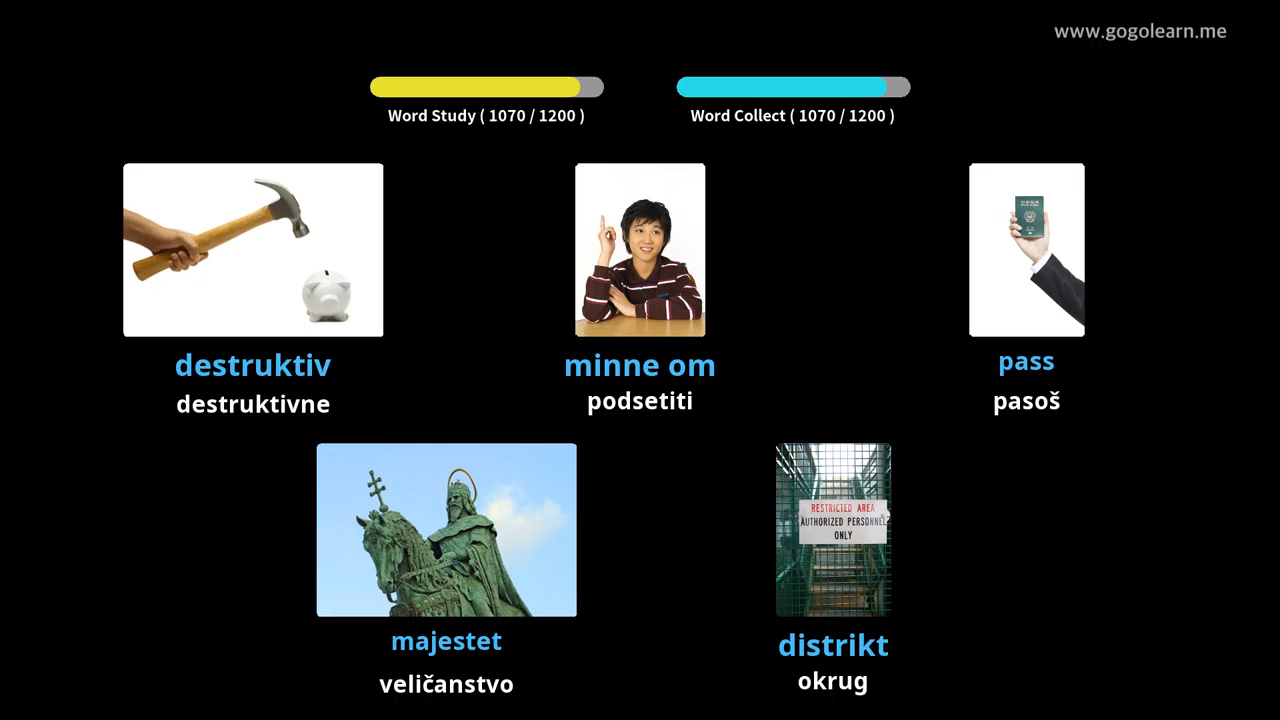 www.gogolearn.me
Word Study ( 1070 / 1200 )
Word Collect ( 1070 / 1200 )
destruktiv
destruktivne
minne om
podsetiti
pass
pasoš
RESTRICTED AREA
AUTHORIZED PERSONNEL
ONLY
majestet
veličanstvo
distrikt
okrug